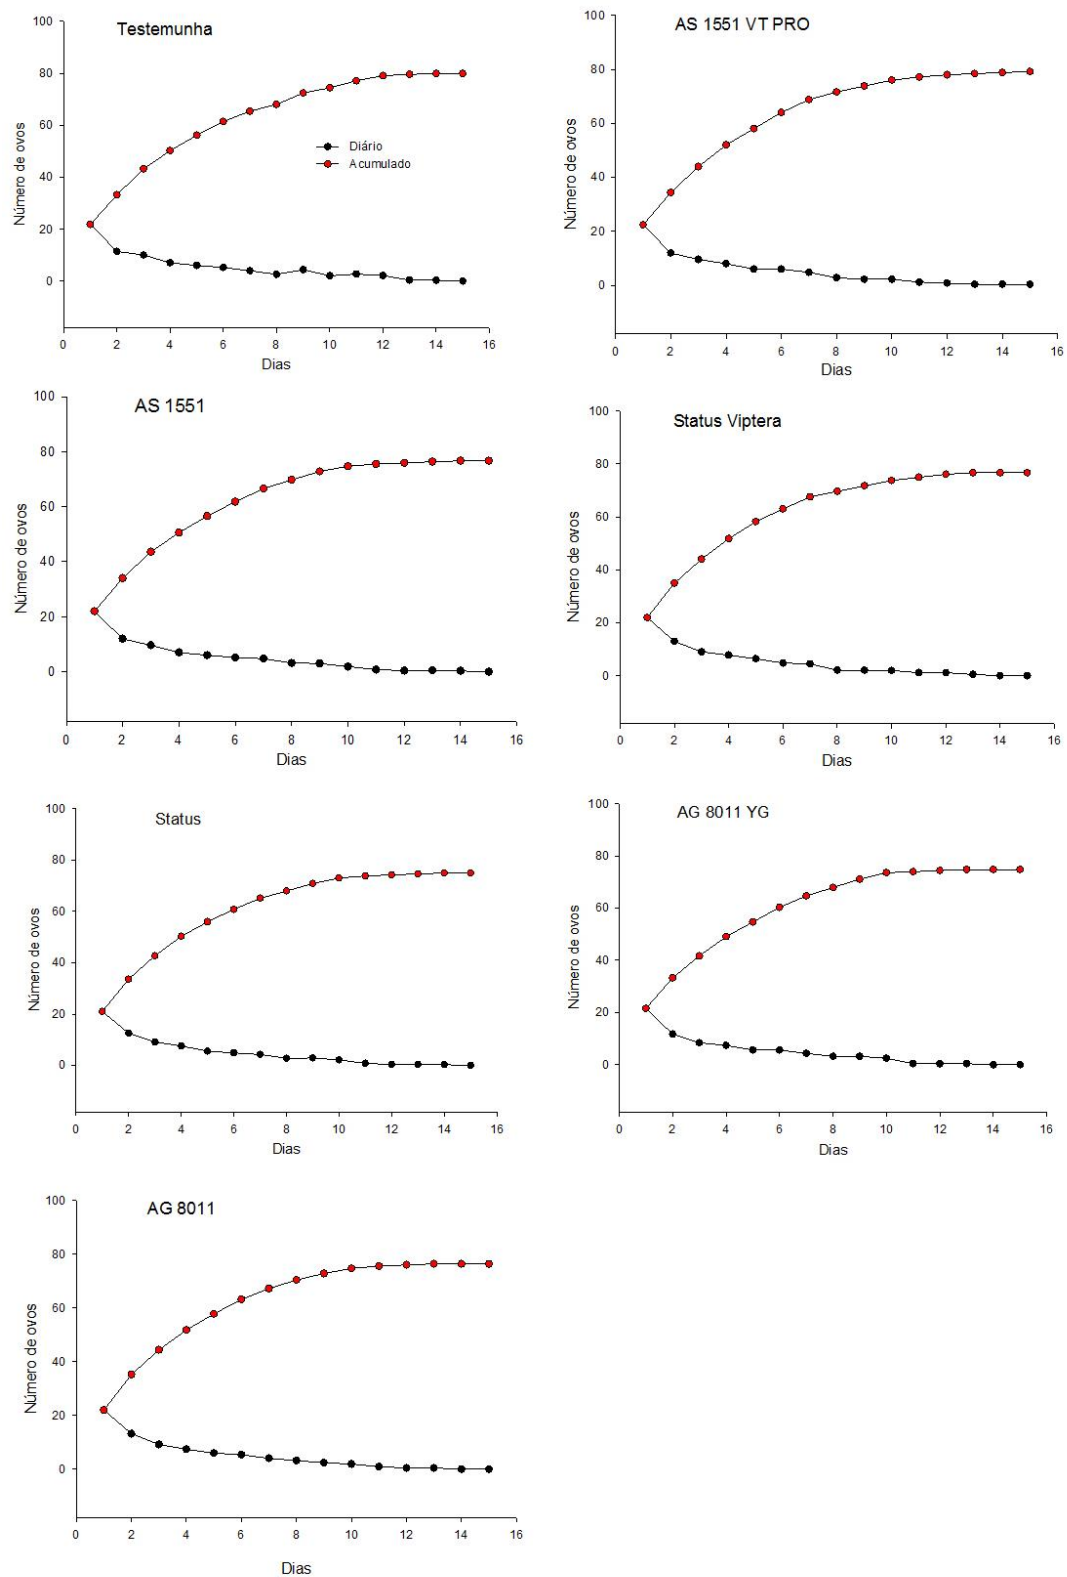 Testemunha
100
80
60
40
20
0
Número de ovos
Diário
Acumulado
0 2 4 6 8 10 12 14 16
Dias
AS 1551 VT PRO
100
80
60
40
20
0
Número de ovos
0 2 4 6 8 10 12 14 16
Dias
AS 1551
100
80
60
40
20
0
Número de ovos
0 2 4 6 8 10 12 14 16
Dias
Status Viptera
100
80
60
40
20
0
Número de ovos
0 2 4 6 8 10 12 14 16
Dias
Status
100
80
60
40
20
0
Número de ovos
0 2 4 6 8 10 12 14 16
Dias
AG 8011 YG
100
80
60
40
20
0
Número de ovos
0 2 4 6 8 10 12 14 16
Dias
AG 8011
100
80
60
40
20
0
Número de ovos
0 2 4 6 8 10 12 14 16
Dias